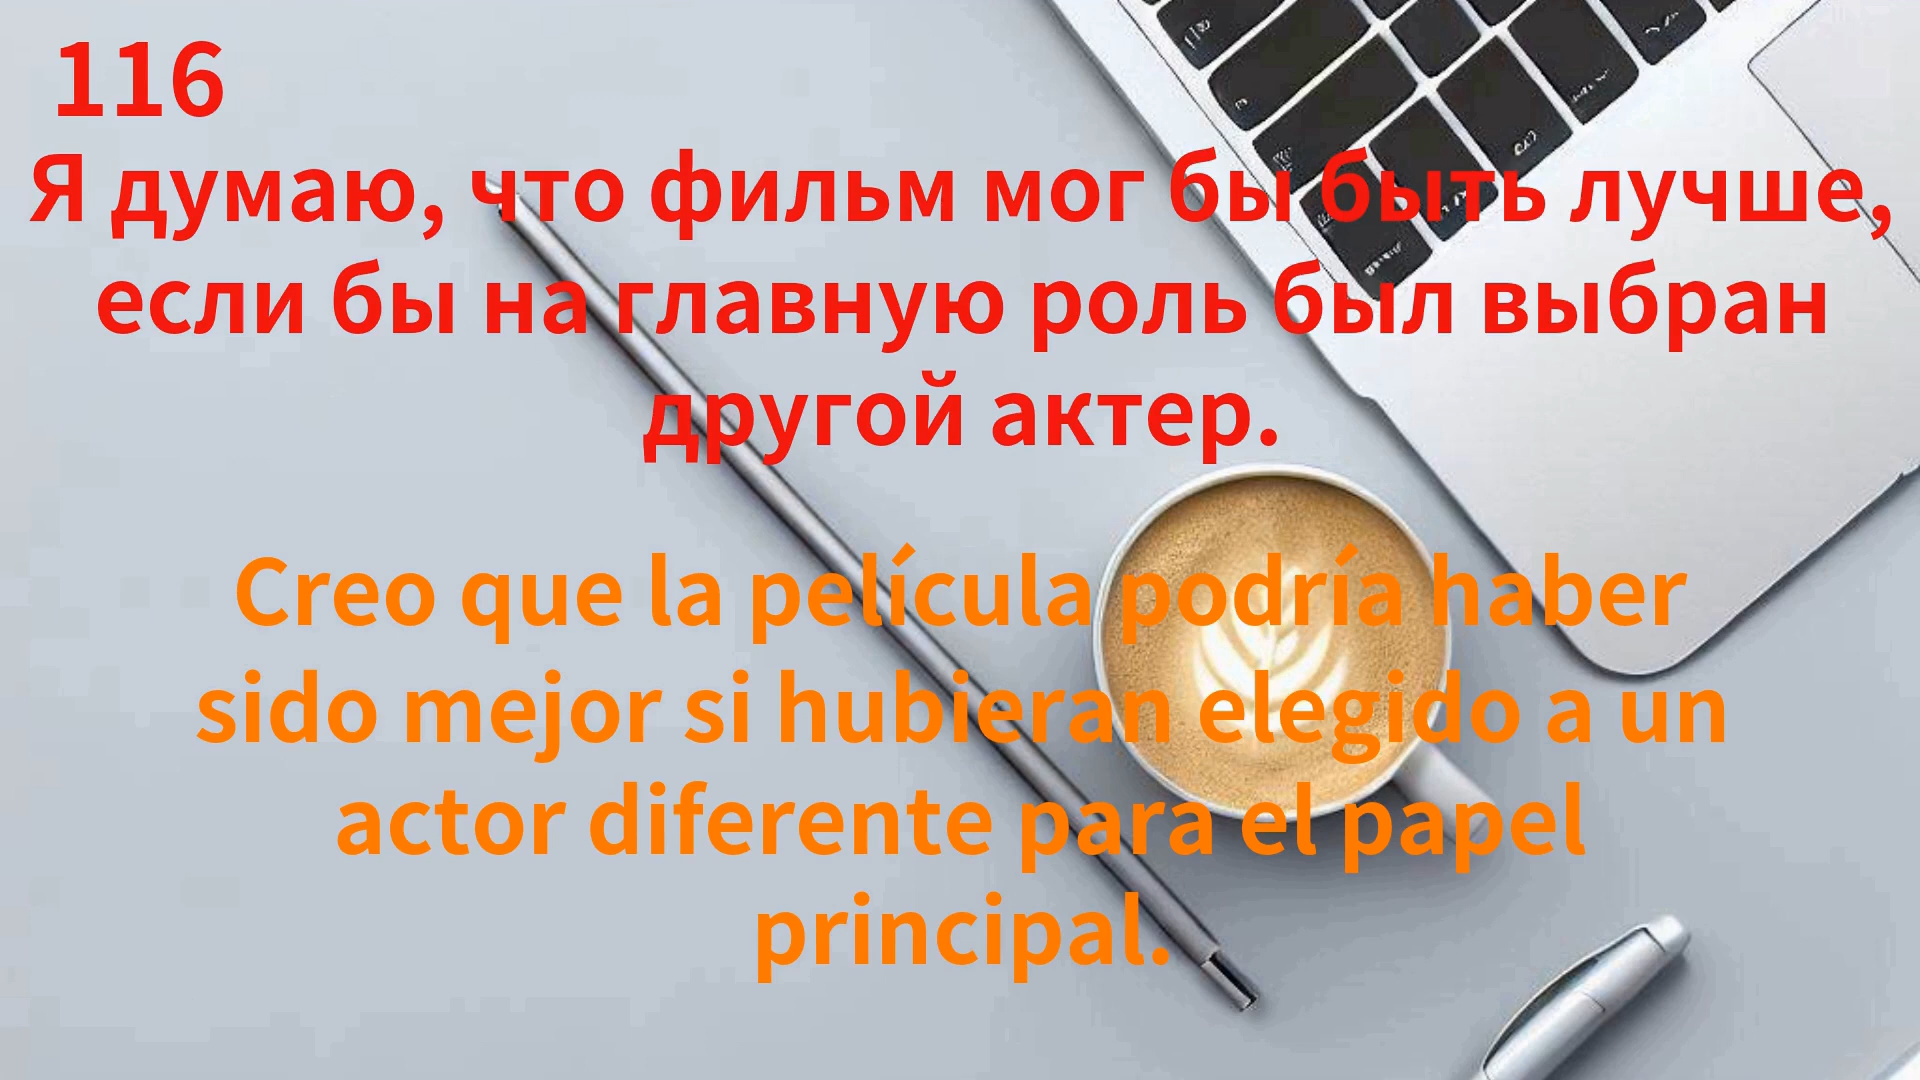 116
Я думаю, что фильм мог бы быть лучше,
если бы на главную роль был выбран
другой актер.
Creo que la película podría haber
sido mejor si hubieran elegido a un
actor diferente para el papel
principal.